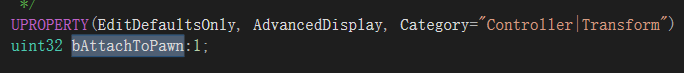 */
UPROPERTY(EditDefaultsOnly, AdvancedDisplay, Category="Controller|Transform")
uint32 bAttachToPawn:1;